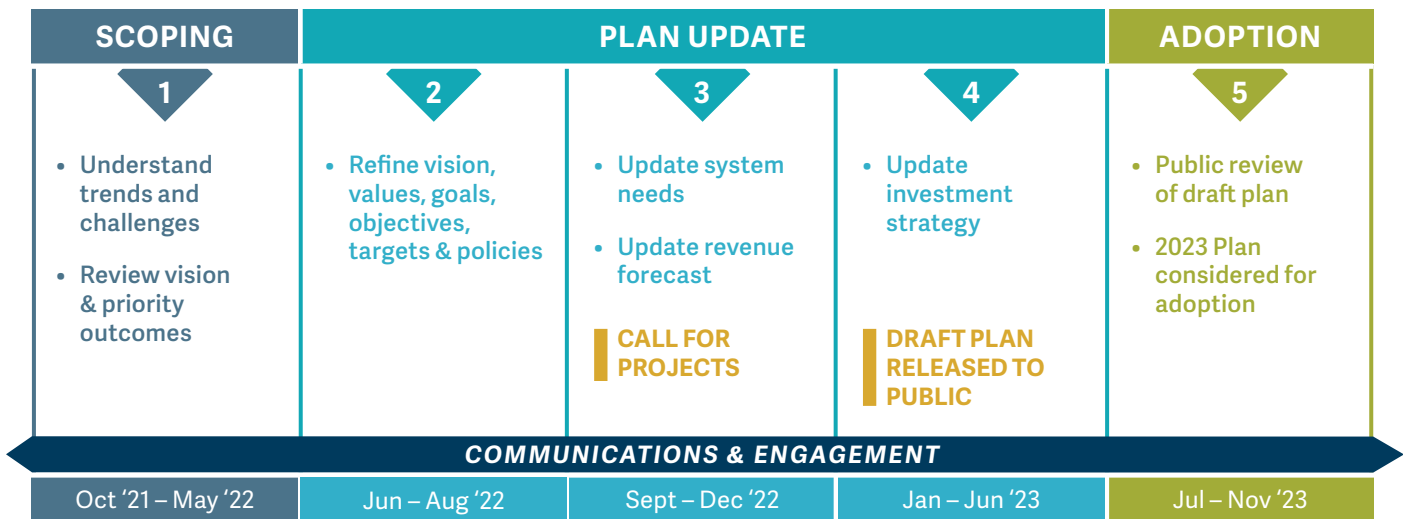 SCOPING
PLAN UPDATE
ADOPTION
1
• Understand
trends and
challenges
• Review vision
& priority
outcomes
2
• Refine vision,
values, goals,
objectives,
targets & policies
3
• Update system
needs
• Update revenue
forecast
CALL FOR
PROJECTS
4
• Update
investment
strategy
DRAFT PLAN
RELEASED TO
PUBLIC
5
• Public review
of draft plan
• 2023 Plan
considered for
adoption
COMMUNICATIONS & ENGAGEMENT
Oct ‘21 – May ‘22
Jun – Aug ‘22
Sept – Dec ‘22
Jan – Jun ‘23
Jul – Nov ‘23